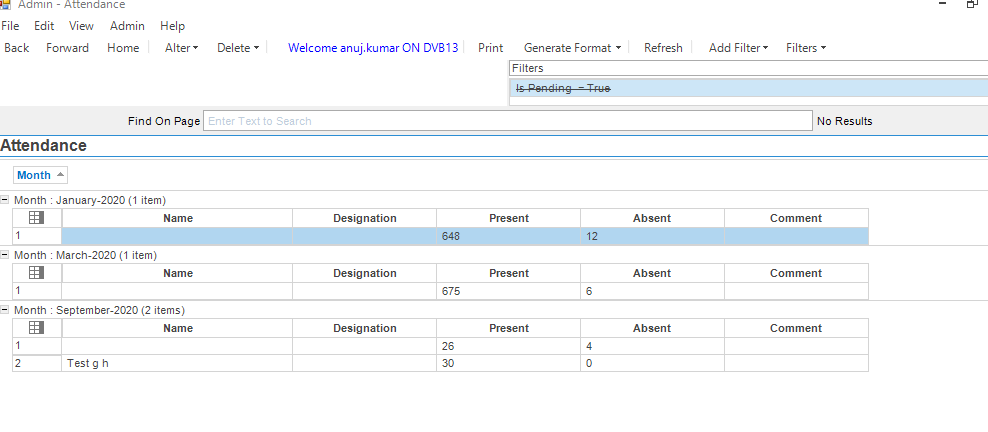 Admin - Attendance
File Edit View Admin Help
Back Forward Home Alter Delete Welcome anuj.kumar ON DVB13 Print Generate Format Refresh Add Filter Filters
Filters
Is Pending = True
Find On Page Enter Text to Search No Results
Attendance
Month
Month : January-2020 (1 item)
Name Designation Present Absent Comment
1 648 12
Month : March-2020 (1 item)
Name Designation Present Absent Comment
1 675 6
Month : September-2020 (2 items)
Name Designation Present Absent Comment
1 26 4
2 Test g h 30 0